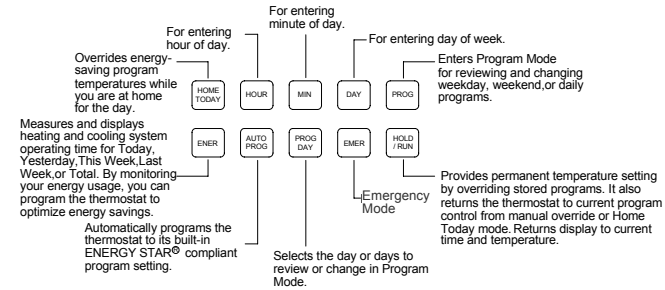 For entering
minute of day.
For entering
hour of day.
For entering day of week.
Overrides energy-
saving program
temperatures while
you are at home
for the day.
Enters Program Mode
for reviewing and changing
weekday, weekend,or daily
programs.
HOME
TODAY
HOUR
MIN
DAY
PROG
Measures and displays
heating and cooling system
operating time for Today,
Yesterday,This Week,Last
Week,or Total. By monitoring
your energy usage, you can
program the thermostat to
optimize energy savings.
ENER
AUTO
PROG
PROG
DAY
EMER
HOLD
/ RUN
Emergency
Mode
Provides permanent temperature setting
by overriding stored programs. It also
returns the thermostat to current program
control from manual override or Home
Today mode. Returns display to current
time and temperature.
Automatically programs the
thermostat to its built-in
ENERGY STAR® compliant
program setting.
Selects the day or days to
review or change in Program
Mode.